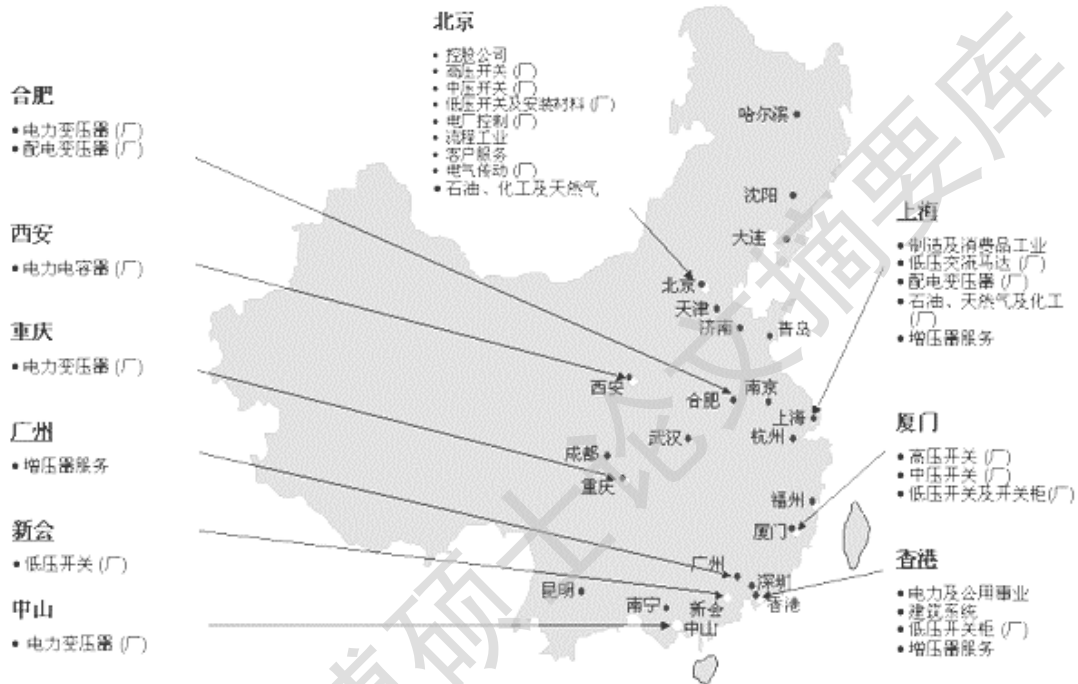 北京
• 控股公司
• 高压开关 (厂)
• 中压开关 (厂)
• 低压开关及安装材料 (厂)
• 电厂控制 (厂)
• 流程工业
• 客户服务
• 电气传动 (厂)
• 石油、化工及天然气
合肥
• 电力变压器 (厂)
• 配电变压器 (厂)
西安
• 电力电容器 (厂)
重庆
• 电力变压器 (厂)
广州
• 增压器服务
新会
• 低压开关 (厂)
中山
• 电力变压器 (厂)
哈尔滨
沈阳
大连
北京
天津
济南
青岛
西安
合肥
南京
上海
武汉
杭州
成都
重庆
福州
厦门
广州
深圳
昆明
南宁
新会
香港
中山
上海
• 制造及消费品工业
• 低压交流马达 (厂)
• 配电变压器 (厂)
• 石油、天然气及化工
(厂)
• 增压器服务
厦门
• 高压开关 (厂)
• 中压开关 (厂)
• 低压开关及开关柜(厂)
香港
• 电力及公用事业
• 建筑系统
• 低压开关柜 (厂)
• 增压器服务
博硕士论文摘要库